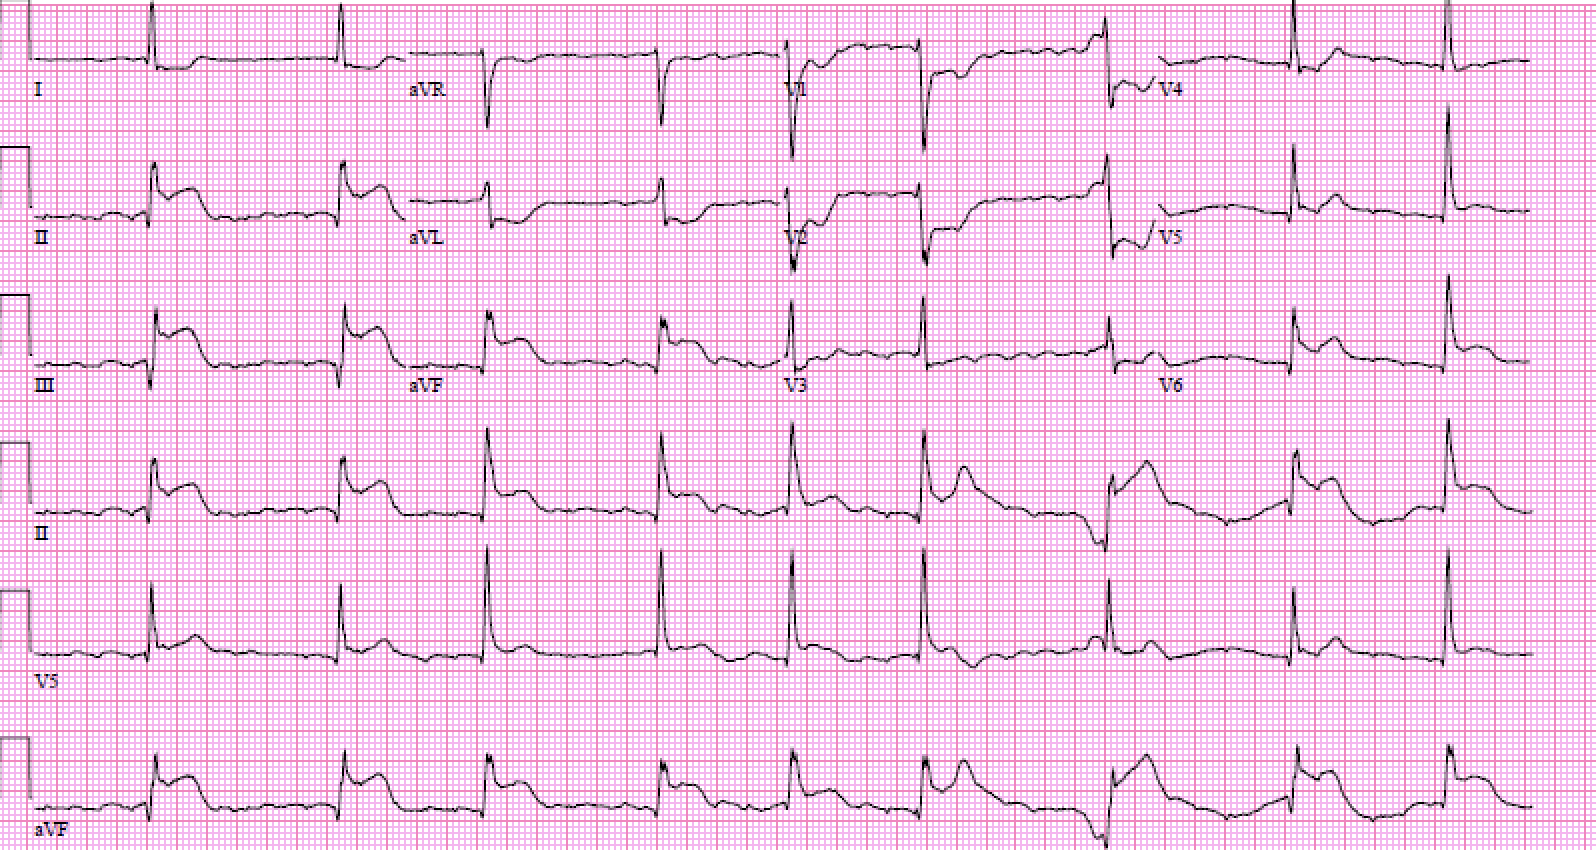 I aVR V1 V4
II aVL V2 V5
III aVF V3 V6
II
V5
aVF